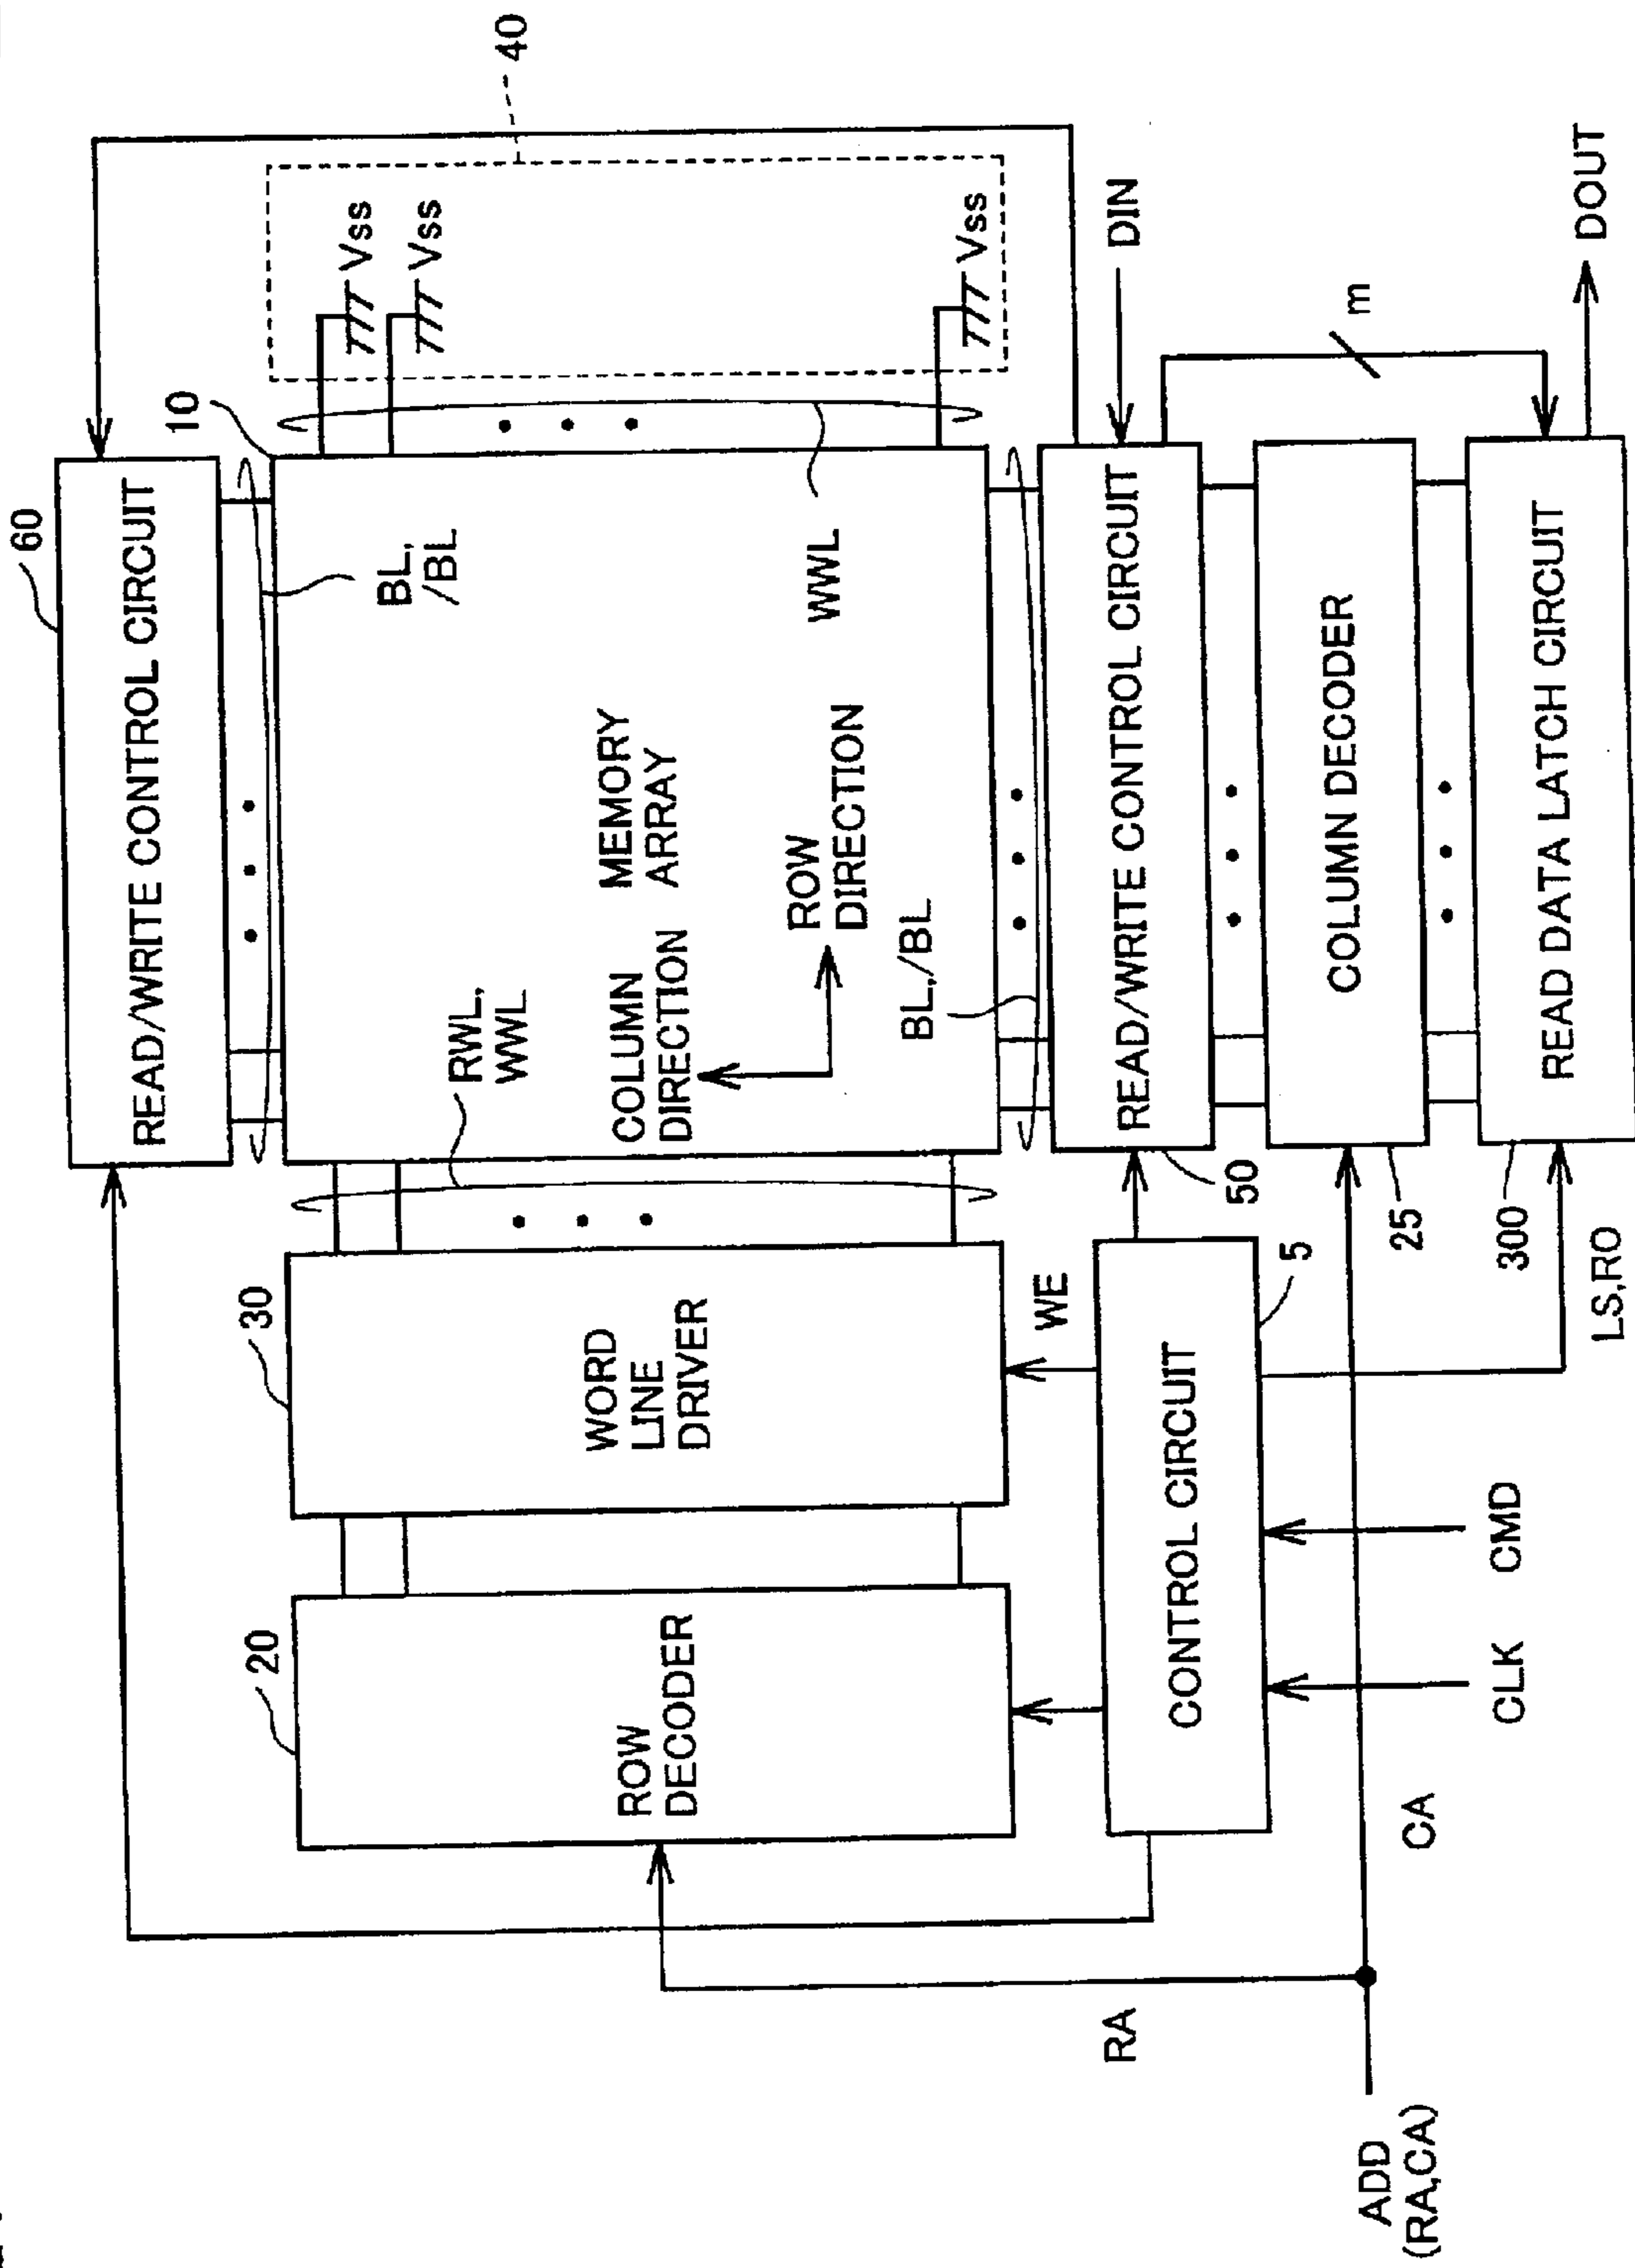 60
READ/WRITE CONTROL CIRCUIT
10
40
BL,
/BL
Vss
Vss
Vss
20
ROW
DECODER
30
WORD
LINE
DRIVER
RWL,
WWL
MEMORY
ARRAY
COLUMN
DIRECTION
ROW
DIRECTION
WWL
BL,/BL
RA
WE
READ/WRITE CONTROL CIRCUIT
DIN
CONTROL CIRCUIT
5
50
COLUMN DECODER
25
m
ADD
(RA,CA)
CA
CLK
CMD
300
READ DATA LATCH CIRCUIT
LS,RO
DOUT